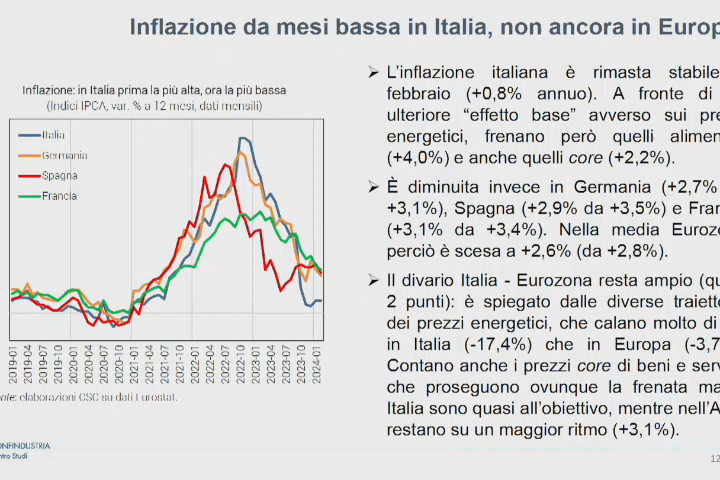 Inflazione da mesi bassa in Italia, non ancora in Europ
Inflazione: in Italia prima la più alta, ora la più bassa
(Indici IPCA, var. % a 12 mesi, dati mensili)
Italia
Germania
Spagna
Francia
2019-01
2019-04
2019-07
2019-10
2020-01
2020-04
2020-07
2020-10
2021-01
2021-04
2021-07
2021-10
2022-01
2022-04
2022-07
2022-10
2023-01
2023-04
2023-07
2023-10
2024-01
nte: elaborazioni CSC su dati Eurostat.
ONFINDUSTRIA
ntro Studi
➤ L'inflazione italiana è rimasta stabile
febbraio (+0,8% annuo). A fronte di
ulteriore "effetto base" avverso sui pre
energetici, frenano però quelli alimen
(+4,0%) e anche quelli core (+2,2%).
➤ È diminuita invece in Germania (+2,7%
+3,1%), Spagna (+2,9% da +3,5%) e Fran
(+3,1% da +3,4%). Nella media Eurozo
perciò è scesa a +2,6% (da +2,8%).
➤ Il divario Italia - Eurozona resta ampio (qu
2 punti): è spiegato dalle diverse traiett
dei prezzi energetici, che calano molto di
in Italia (-17,4%) che in Europa (-3,7
Contano anche i prezzi core di beni e serv
che proseguono ovunque la frenata ma
Italia sono quasi all'obiettivo, mentre nell'A
restano su un maggior ritmo (+3,1%).
12